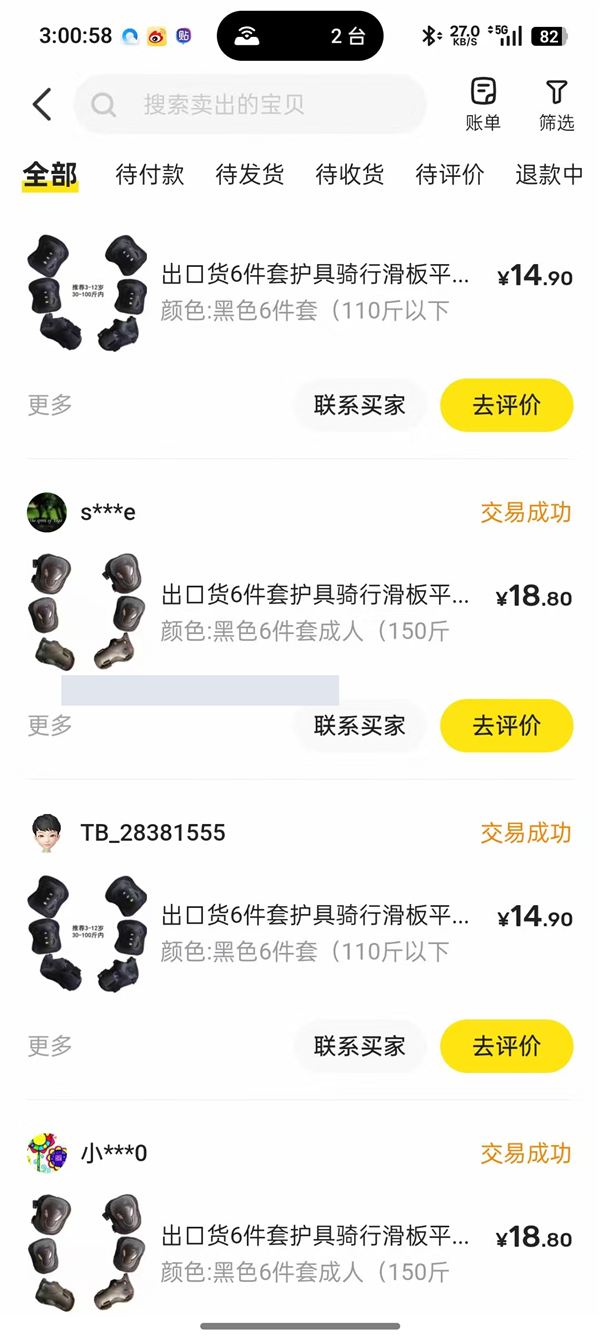 3:00:58
贴
2 台
27.0
KB/S
5G
82
搜索卖出的宝贝
账单
筛选
全部
待付款
待发货
待收货
待评价
退款中
推荐3-12岁
30-100斤内
出口货6件套护具骑行滑板平...
¥14.90
颜色:黑色6件套（110斤以下
更多
联系买家
去评价
s***e
交易成功
出口货6件套护具骑行滑板平...
¥18.80
颜色:黑色6件套成人（150斤
更多
联系买家
去评价
TB_28381555
交易成功
推荐3-12岁
30-100斤内
出口货6件套护具骑行滑板平...
¥14.90
颜色:黑色6件套（110斤以下
更多
联系买家
去评价
小***0
交易成功
出口货6件套护具骑行滑板平...
¥18.80
颜色:黑色6件套成人（150斤